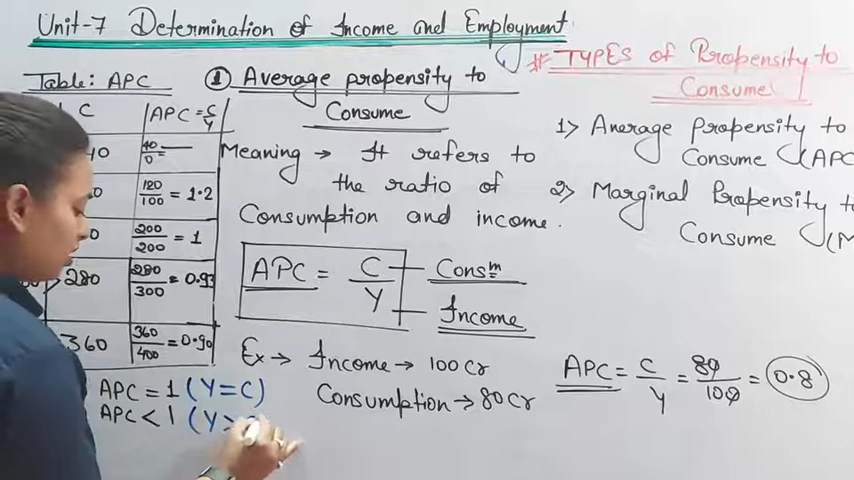 Unit-7 Determination of Income and Employment
# TYPES of Propensity to
Consume
1) Average Propensity to
Consume (APC
2) Marginal Propensity to
Consume (M
Table: APC
C APC = C/Y
40 40/0 = —
0 120/100 = 1.2
0 200/200 = 1
280 280/300 = 0.93
360 360/400 = 0.90
APC = 1 (Y = C)
APC < 1 (Y >
① Average propensity to
Consume
Meaning → It refers to
the ratio of
Consumption and income.
APC = C/Y — Consm
— Income
Ex → Income → 100 Cr
Consumption → 80 Cr
APC = C/Y = 80/100 = 0.8